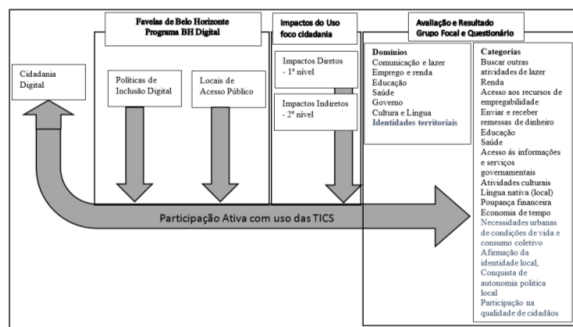 Favelas de Belo Horizonte
Programa BH Digital
Impactos do Uso
foco cidadania
Avaliação e Resultado
Grupo Focal e Questionário
Cidadania
Digital
Políticas de
Inclusão Digital
Locais de
Acesso Público
Impactos Diretos
- 1º nível
Impactos Indiretos
- 2º nível
Domínios
Comunicação e lazer
Emprego e renda
Educação
Saúde
Governo
Cultura e Língua
Identidades territoriais
Categorias
Buscar outras
atividades de lazer
Renda
Acesso aos recursos de
empregabilidade
Enviar e receber
remessas de dinheiro
Educação
Saúde
Acesso ás informações
e serviços
governamentais
Atividades culturais
Língua nativa (local)
Poupança financeira
Economia de tempo
Necessidades urbanas
de condições de vida e
consumo coletivo
Afirmação da
identidade local,
Conquista de
autonomia política
local
Participação na
qualidade de cidadãos
Participação Ativa com uso das TICS